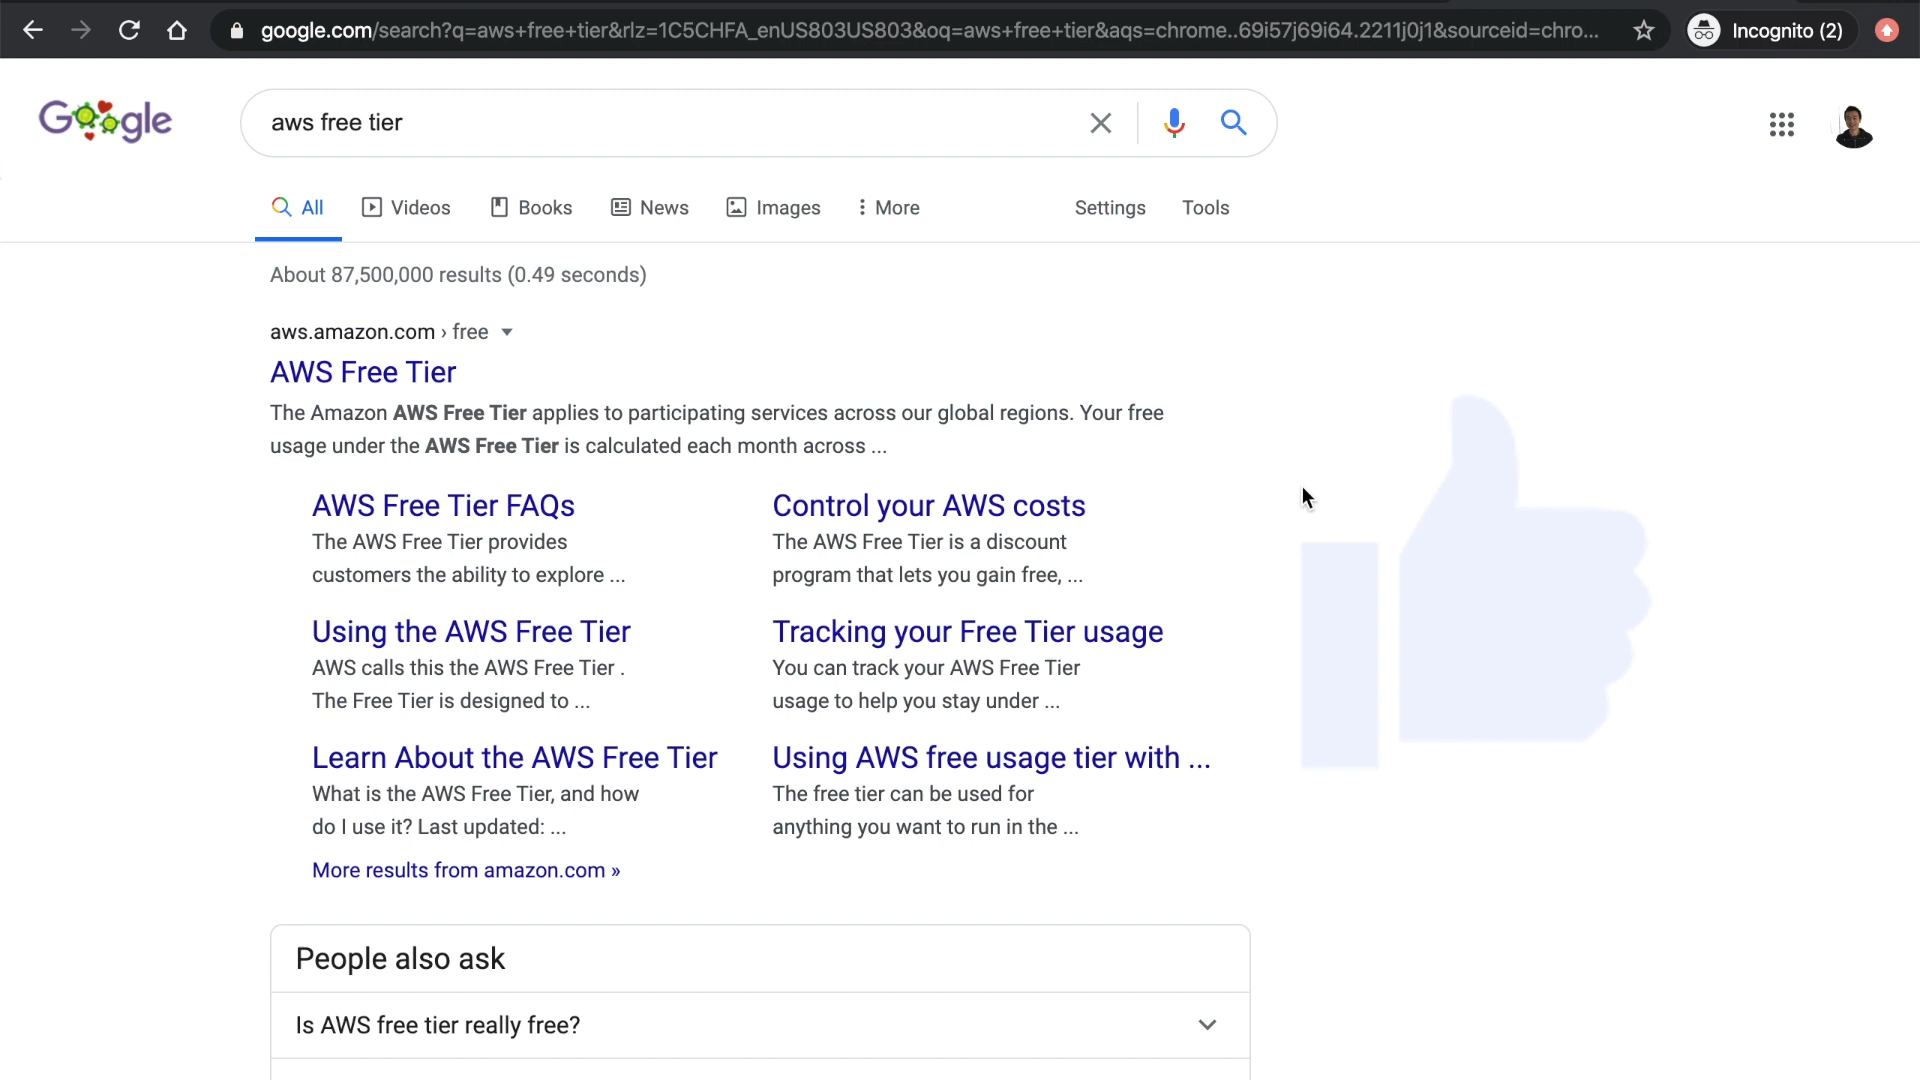 google.com/search?q=aws+free+tier&rlz=1C5CHFA_enUS803US803&oq=aws+free+tier&aqs=chrome..69i57j69i64.2211j0j1&sourceid=chro...
Incognito (2)
Google
aws free tier
All
Videos
Books
News
Images
More
Settings
Tools
About 87,500,000 results (0.49 seconds)
aws.amazon.com › free
AWS Free Tier
The Amazon AWS Free Tier applies to participating services across our global regions. Your free
usage under the AWS Free Tier is calculated each month across ...
AWS Free Tier FAQs
The AWS Free Tier provides
customers the ability to explore ...
Control your AWS costs
The AWS Free Tier is a discount
program that lets you gain free, ...
Using the AWS Free Tier
AWS calls this the AWS Free Tier .
The Free Tier is designed to ...
Tracking your Free Tier usage
You can track your AWS Free Tier
usage to help you stay under ...
Learn About the AWS Free Tier
What is the AWS Free Tier, and how
do I use it? Last updated: ...
Using AWS free usage tier with ...
The free tier can be used for
anything you want to run in the ...
More results from amazon.com »
People also ask
Is AWS free tier really free?